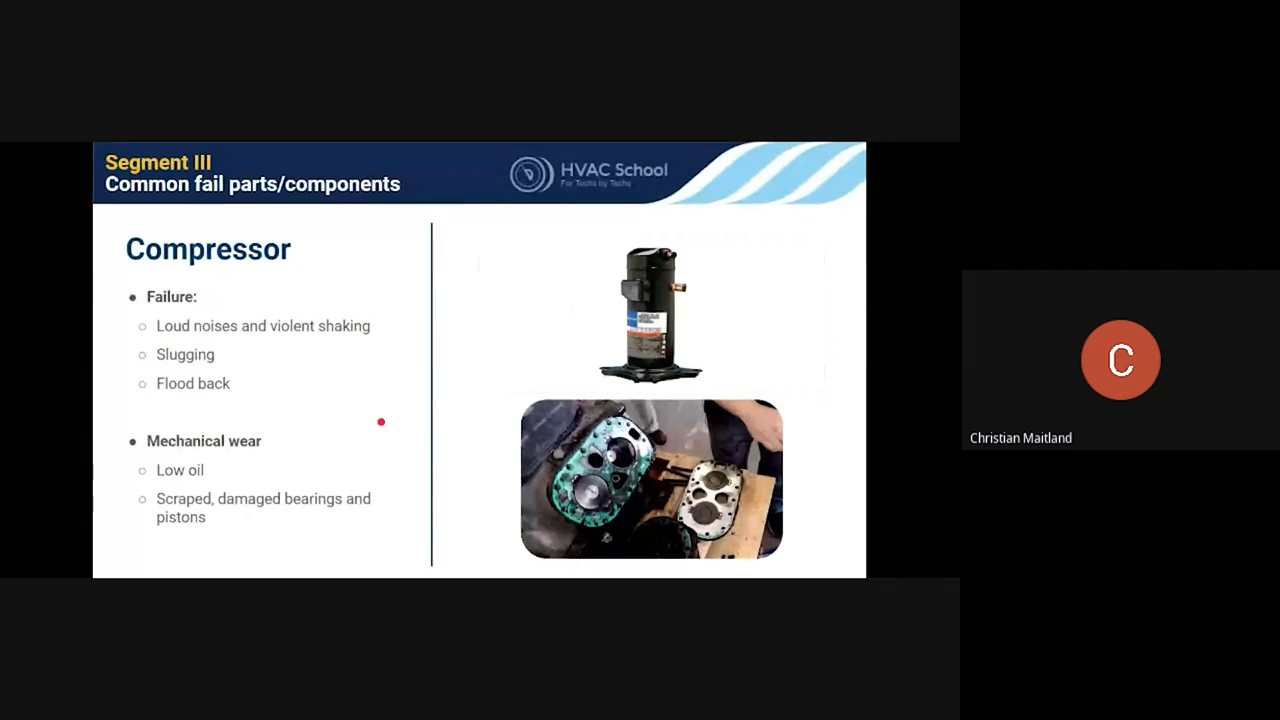 Segment III
Common fail parts/components
HVAC School
For Techs by Techs
Compressor
Failure:
Loud noises and violent shaking
Slugging
Flood back
Mechanical wear
Low oil
Scraped, damaged bearings and
pistons
C
Christian Maitland